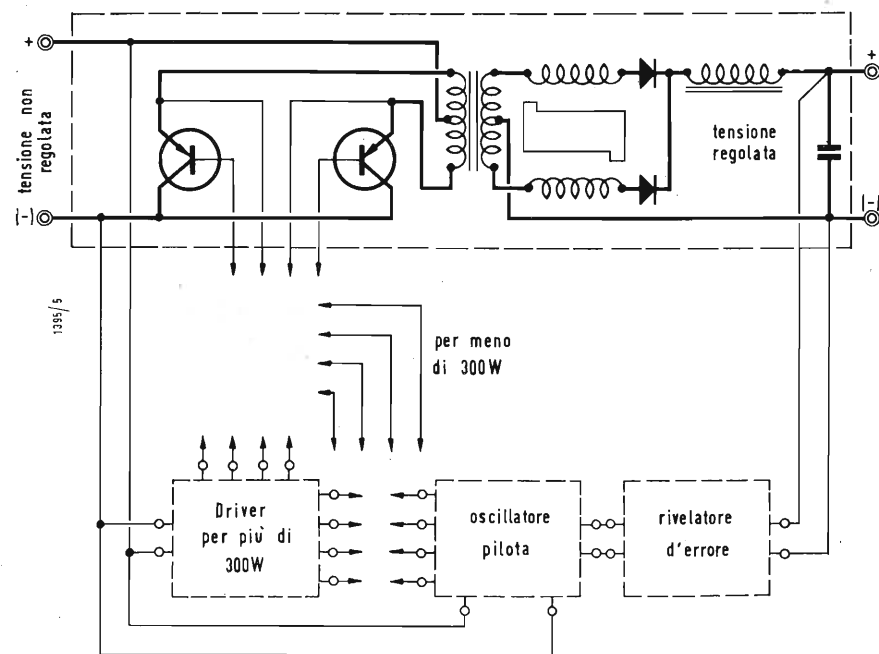 +
+
tensione non
regolata
tensione
regolata
(-)
(-)
1395/5
per meno
di 300W
Driver
per più di
300W
oscillatore
pilota
rivelatore
d'errore